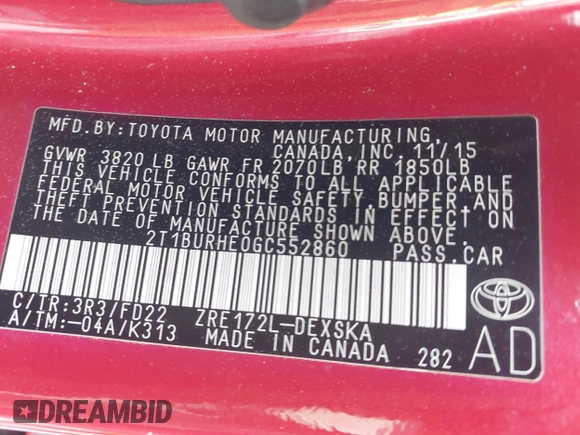 MFD.BY:TOYOTA MOTOR MANUFACTURING,
CANADA,INC. 11/15
GVWR 3820 LB GAWR FR 2070LB RR 1850LB
THIS VEHICLE CONFORMS TO ALL APPLICABLE
FEDERAL MOTOR VEHICLE SAFETY,BUMPER,AND
THEFT PREVENTION STANDARDS IN EFFECT ON
THE DATE OF MANUFACTURE SHOWN ABOVE.
2T1BURHE0GC552860 PASS.CAR
C/TR:3R3/FD22 ZRE172L-DEXSKA
A/TM:-04A/K313 MADE IN CANADA 282
AD
DREAMBID